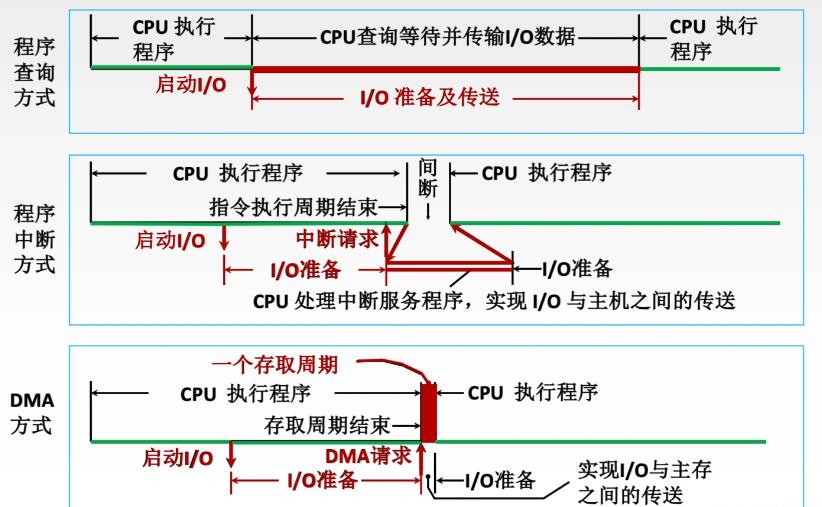 程序
查询
方式
CPU 执行
程序
CPU查询等待并传输I/O数据
CPU 执行
程序
启动I/O
I/O 准备及传送
程序
中断
方式
CPU 执行程序
间
断
CPU 执行程序
指令执行周期结束
启动I/O
中断请求
I/O准备
I/O准备
CPU 处理中断服务程序，实现 I/O 与主机之间的传送
DMA
方式
一个存取周期
CPU 执行程序
CPU 执行程序
存取周期结束
启动I/O
DMA请求
I/O准备
I/O准备
实现I/O与主存
之间的传送